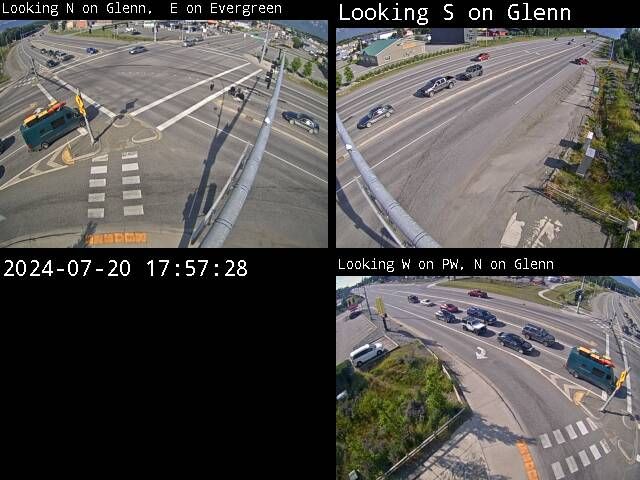 Looking N on Glenn, E on Evergreen
Looking S on Glenn
2024-07-20 17:57:28
Looking W on PW, N on Glenn